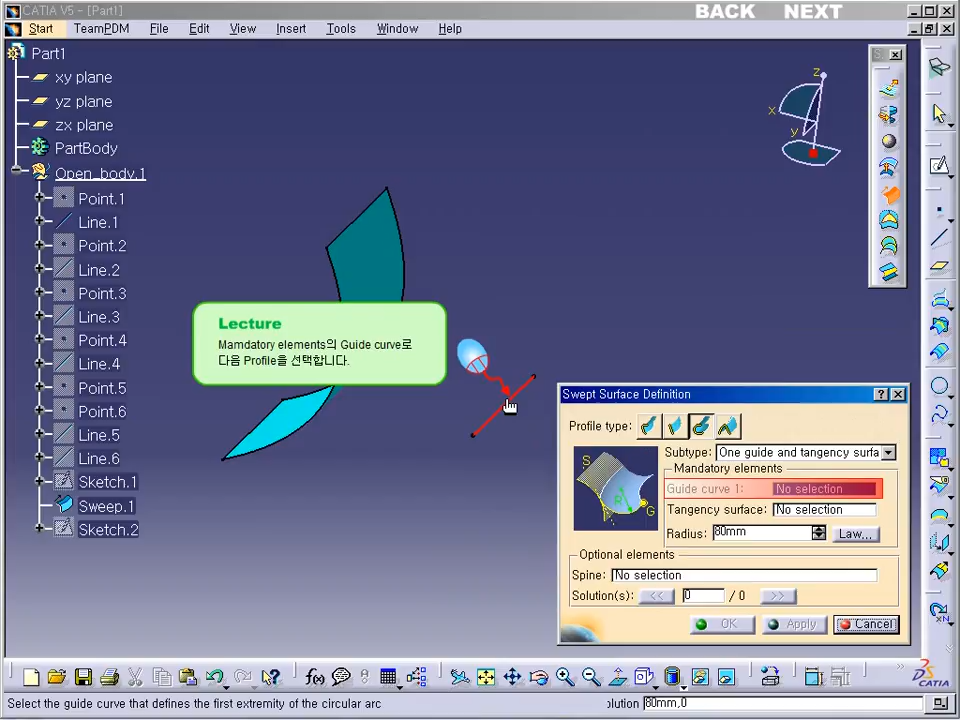 CATIA V5 - [Part1]
BACK NEXT
Start TeamPDM File Edit View Insert Tools Window Help
Part1
xy plane
yz plane
zx plane
PartBody
Open_body.1
Point.1
Line.1
Point.2
Line.2
Point.3
Line.3
Point.4
Line.4
Point.5
Point.6
Line.5
Line.6
Sketch.1
Sweep.1
Sketch.2
S
z
x
y
Lecture
Mamdatory elements의 Guide curve로
다음 Profile을 선택합니다.
Swept Surface Definition
Profile type:
Subtype: One guide and tangency surfa
Mandatory elements
Guide curve 1: No selection
Tangency surface: No selection
Radius: 80mm Law...
S
R
G
Optional elements
Spine: No selection
Solution(s): << 0 / 0 >>
OK Apply Cancel
f(x)
CATIA
Select the guide curve that defines the first extremity of the circular arc
olution 80mm,0